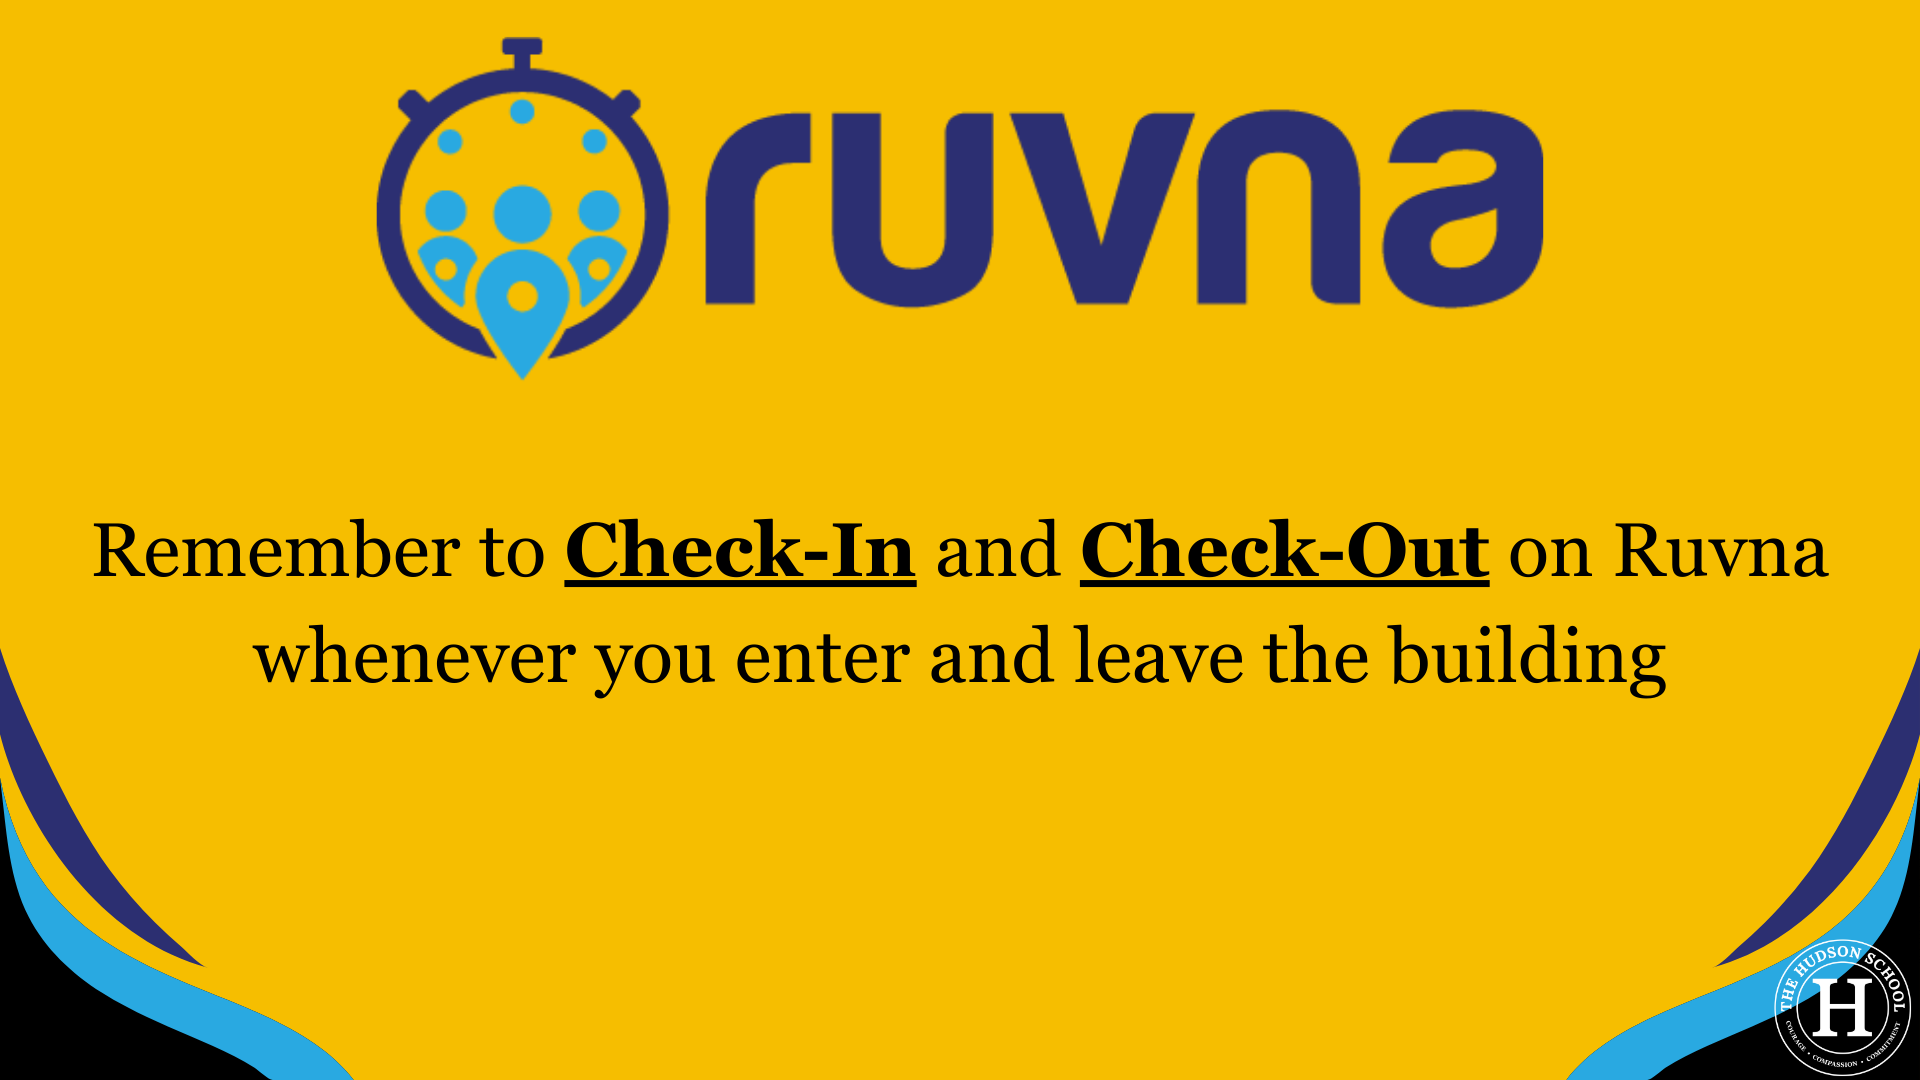 ruvna
Remember to Check-In and Check-Out on Ruvna
whenever you enter and leave the building
THE HUDSON SCHOOL
H
COURAGE • COMPASSION • COMMITMENT